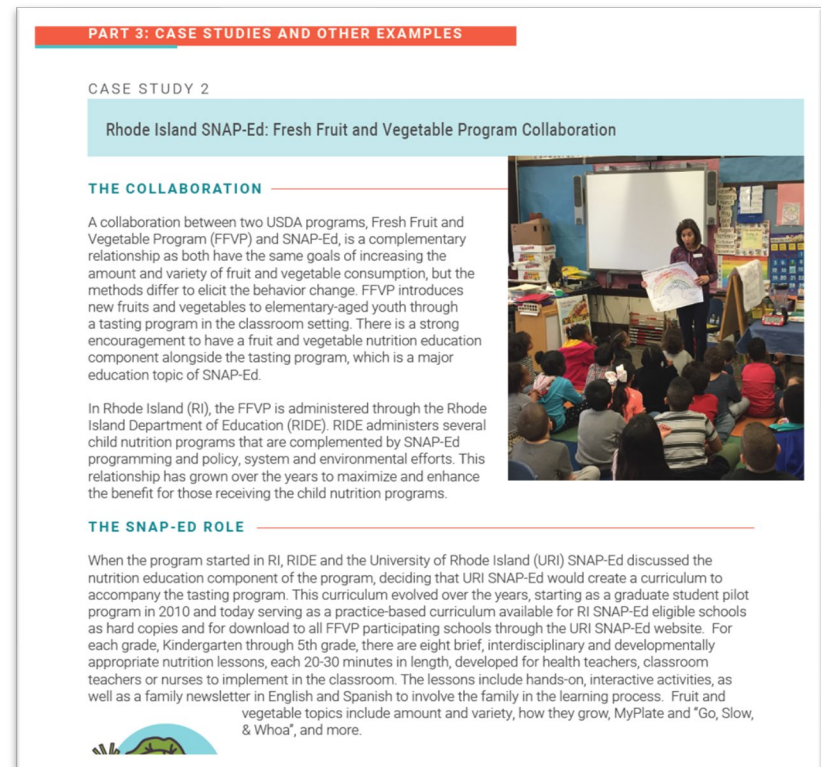 PART 3: CASE STUDIES AND OTHER EXAMPLES
CASE STUDY 2
Rhode Island SNAP-Ed: Fresh Fruit and Vegetable Program Collaboration
THE COLLABORATION
A collaboration between two USDA programs, Fresh Fruit and
Vegetable Program (FFVP) and SNAP-Ed, is a complementary
relationship as both have the same goals of increasing the
amount and variety of fruit and vegetable consumption, but the
methods differ to elicit the behavior change. FFVP introduces
new fruits and vegetables to elementary-aged youth through
a tasting program in the classroom setting. There is a strong
encouragement to have a fruit and vegetable nutrition education
component alongside the tasting program, which is a major
education topic of SNAP-Ed.
In Rhode Island (RI), the FFVP is administered through the Rhode
Island Department of Education (RIDE). RIDE administers several
child nutrition programs that are complemented by SNAP-Ed
programming and policy, system and environmental efforts. This
relationship has grown over the years to maximize and enhance
the benefit for those receiving the child nutrition programs.
THE SNAP-ED ROLE
When the program started in RI, RIDE and the University of Rhode Island (URI) SNAP-Ed discussed the
nutrition education component of the program, deciding that URI SNAP-Ed would create a curriculum to
accompany the tasting program. This curriculum evolved over the years, starting as a graduate student pilot
program in 2010 and today serving as a practice-based curriculum available for RI SNAP-Ed eligible schools
as hard copies and for download to all FFVP participating schools through the URI SNAP-Ed website. For
each grade, Kindergarten through 5th grade, there are eight brief, interdisciplinary and developmentally
appropriate nutrition lessons, each 20-30 minutes in length, developed for health teachers, classroom
teachers or nurses to implement in the classroom. The lessons include hands-on, interactive activities, as
well as a family newsletter in English and Spanish to involve the family in the learning process. Fruit and
vegetable topics include amount and variety, how they grow, MyPlate and "Go, Slow,
& Whoa", and more.